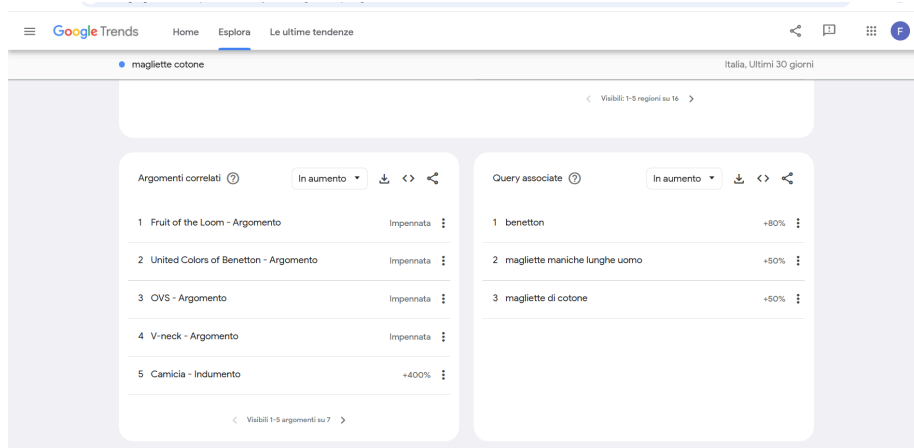 Google Trends Home Esplora Le ultime tendenze F
magliette cotone Italia, Ultimi 30 giorni
Visibili: 1-5 regioni su 16
Argomenti correlati In aumento
1 Fruit of the Loom - Argomento Impennata
2 United Colors of Benetton - Argomento Impennata
3 OVS - Argomento Impennata
4 V-neck - Argomento Impennata
5 Camicia - Indumento +400%
Visibili 1-5 argomenti su 7
Query associate In aumento
1 benetton +80%
2 magliette maniche lunghe uomo +50%
3 magliette di cotone +50%